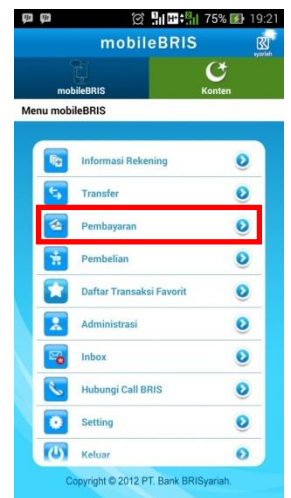 75% 19:21
mobileBRIS
syariah
mobileBRIS Konten
Menu mobileBRIS
Informasi Rekening
Transfer
Pembayaran
Pembelian
Daftar Transaksi Favorit
Administrasi
Inbox
Hubungi Call BRIS
Setting
Keluar
Copyright © 2012 PT. Bank BRISyariah.